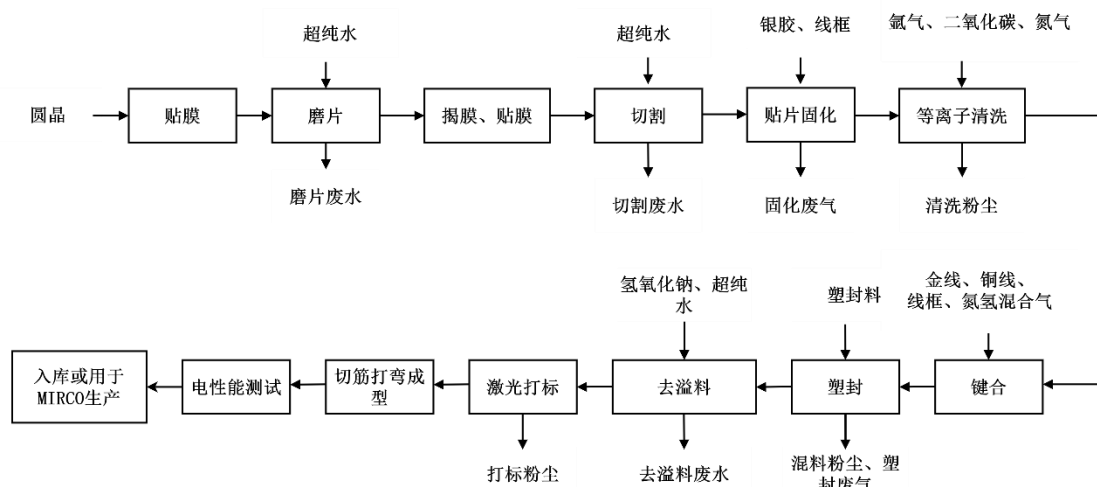 超纯水
超纯水
银胶、线框
氩气、二氧化碳、氮气
圆晶
贴膜
磨片
揭膜、贴膜
切割
贴片固化
等离子清洗
磨片废水
切割废水
固化废气
清洗粉尘
氢氧化钠、超纯
水
塑封料
金线、铜线、
线框、氮氢混合气
入库或用于
MIRCO生产
电性能测试
切筋打弯成
型
激光打标
去溢料
塑封
键合
打标粉尘
去溢料废水
混料粉尘、塑
封废气